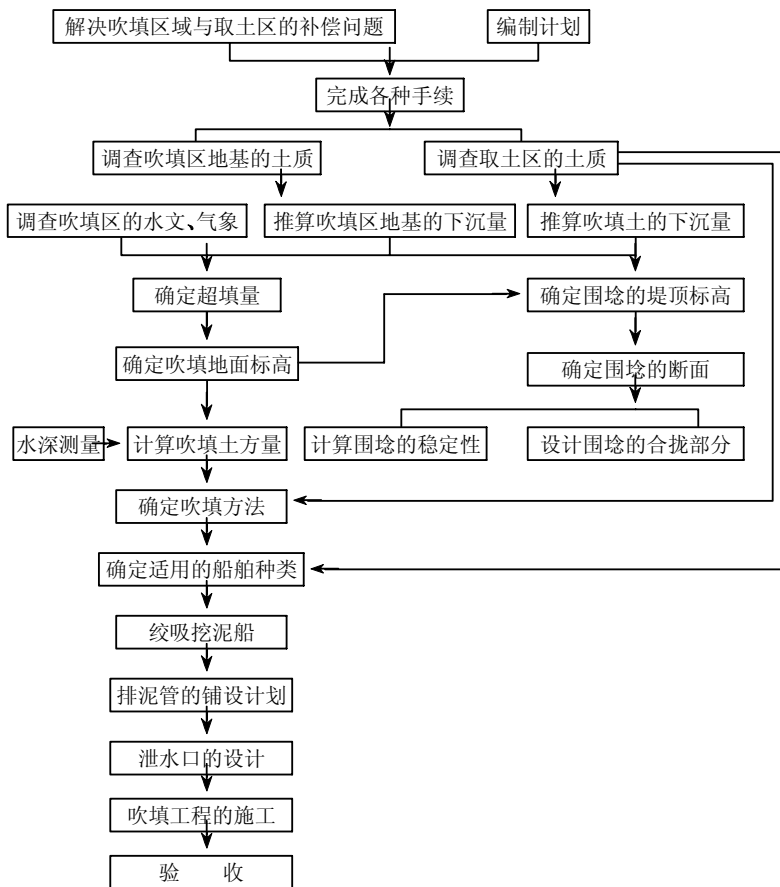 解决吹填区域与取土区的补偿问题
编制计划
完成各种手续
调查吹填区地基的土质
调查取土区的土质
调查吹填区的水文、气象
推算吹填区地基的下沉量
推算吹填土的下沉量
确定超填量
确定围埝的堤顶标高
确定吹填地面标高
确定围埝的断面
水深测量
计算吹填土方量
计算围埝的稳定性
设计围埝的合拢部分
确定吹填方法
确定适用的船舶种类
绞吸挖泥船
排泥管的铺设计划
泄水口的设计
吹填工程的施工
验 收